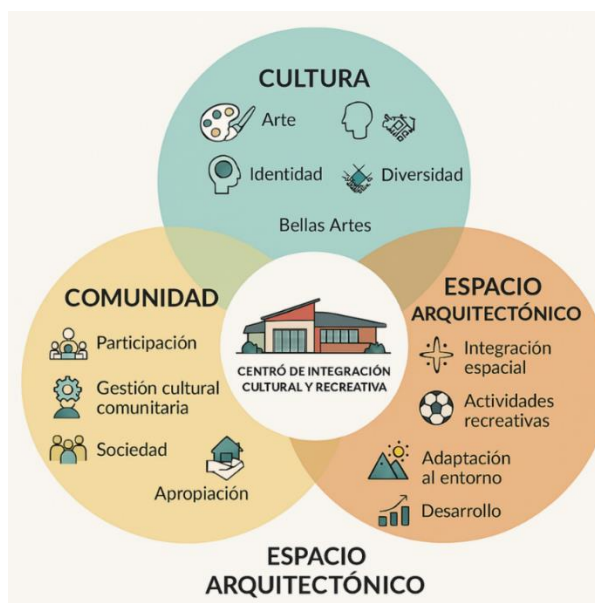 CULTURA
Arte
Identidad
Diversidad
Bellas Artes
COMUNIDAD
Participación
Gestión cultural
comunitaria
Sociedad
Apropiación
CENTRÓ DE INTEGRACIÓN
CULTURAL Y RECREATIVA
ESPACIO
ARQUITECTÓNICO
Integración
espacial
Actividades
recreativas
Adaptación
al entorno
Desarrollo
ESPACIO
ARQUITECTÓNICO